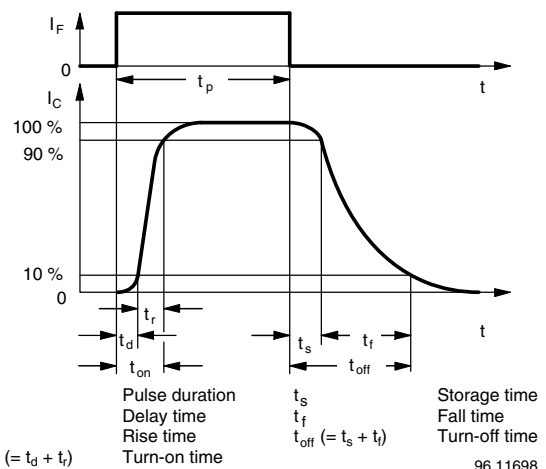 I_F
0
t_p
t
I_C
100 %
90 %
10 %
0
t_r
t_d
t_s
t_f
t
t_on
t_off
Pulse duration t_s Storage time
Delay time t_f Fall time
Rise time t_off (= t_s + t_f) Turn-off time
(= t_d + t_r) Turn-on time
96 11698